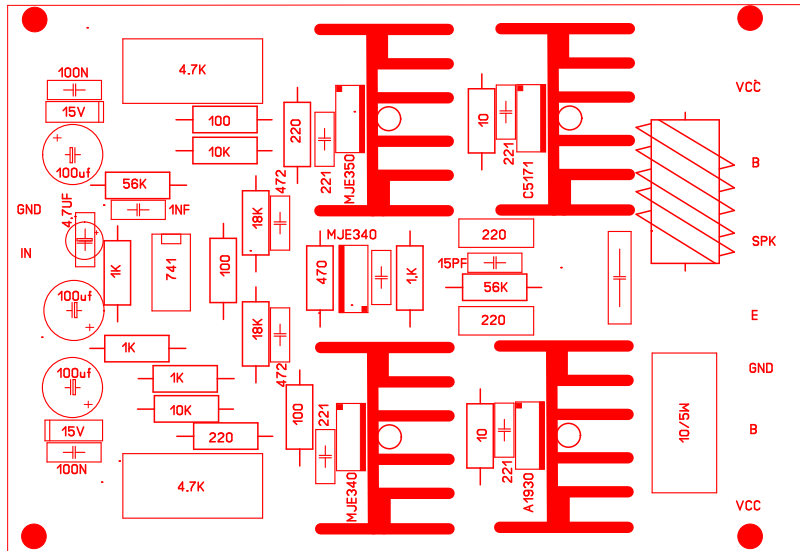 100N
4.7K
VCC
15V
100
220
10
100uf
10K
221
MJE350
221
C5171
B
56K
472
GND
4.7UF
1NF
18K
MJE340
220
SPK
IN
1K
741
100
470
1.K
15PF
56K
100uf
18K
220
E
1K
472
GND
100uf
1K
10K
100
221
10
10/5W
B
15V
220
221
100N
4.7K
MJE340
A1930
VCC